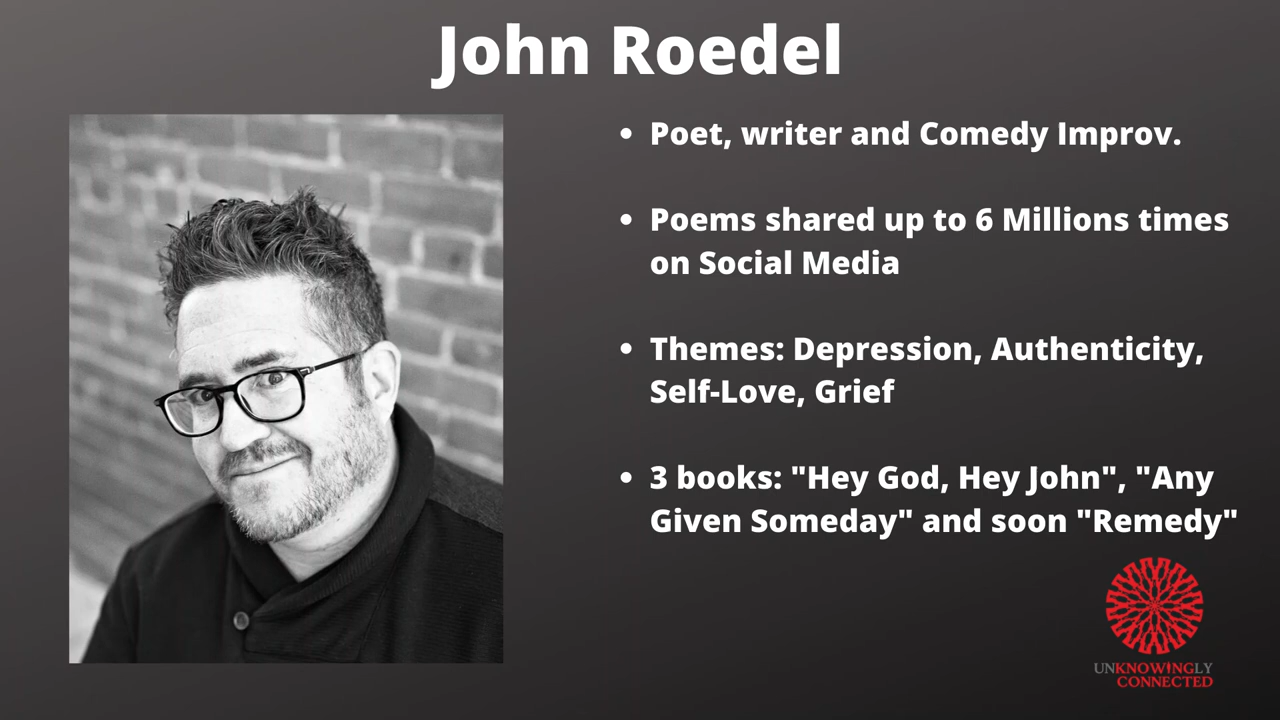 John Roedel
• Poet, writer and Comedy Improv.
• Poems shared up to 6 Millions times
on Social Media
• Themes: Depression, Authenticity,
Self-Love, Grief
• 3 books: "Hey God, Hey John", "Any
Given Someday" and soon "Remedy"
UNKNOWINGLY
CONNECTED